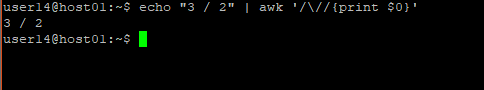 user14@host01:~$ echo "3 / 2" | awk '/\//{print $0}'
3 / 2
user14@host01:~$